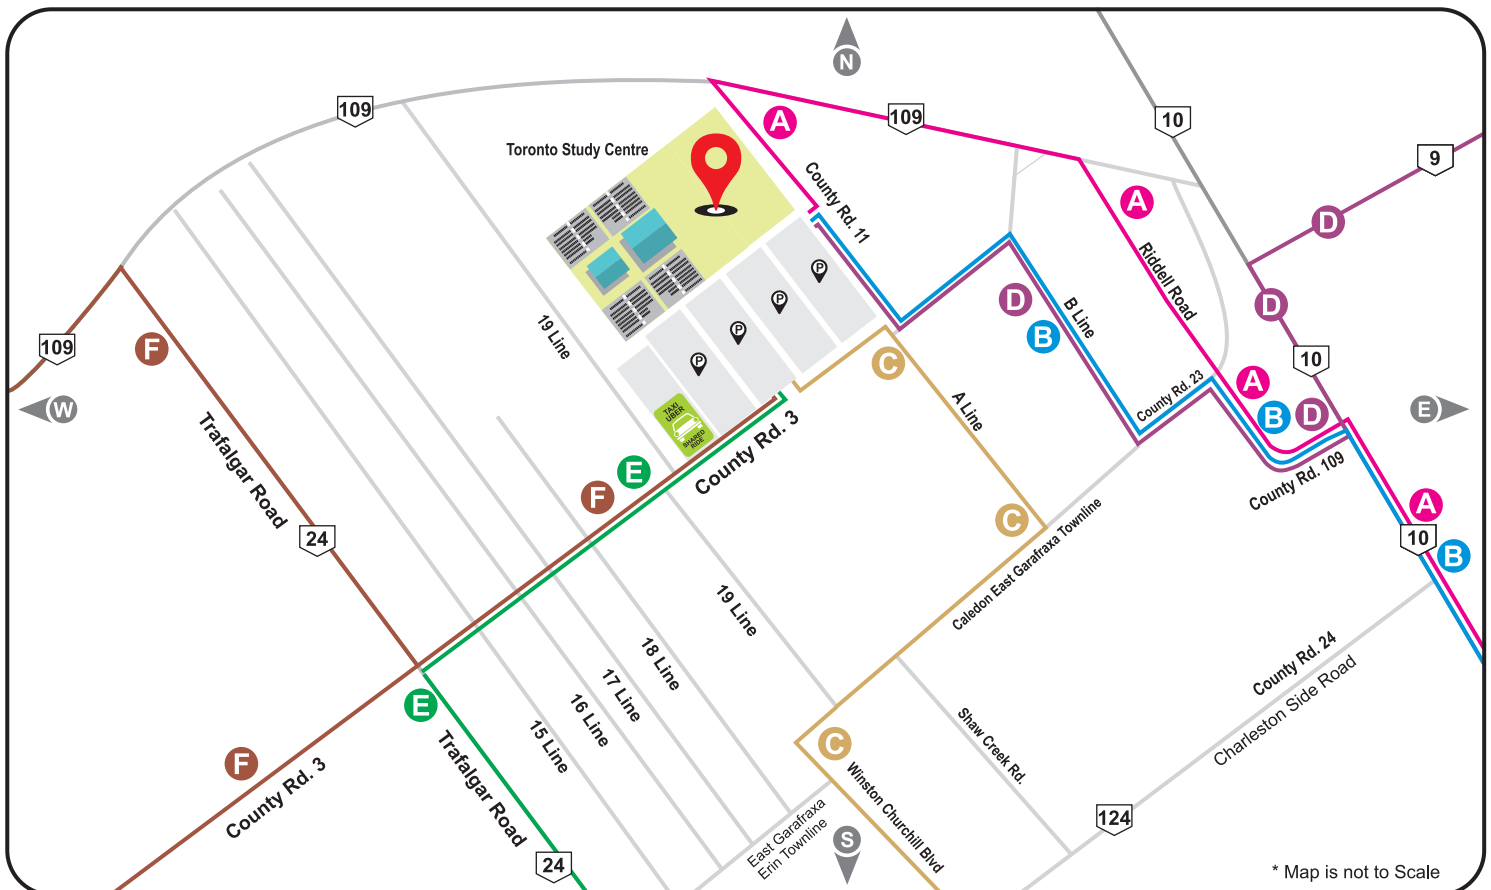 N
109
109
10
9
A
Toronto Study Centre
County Rd. 11
A
D
Riddell Road
D
P
P
P
P
D
B
B Line
19 Line
109
F
10
W
C
A Line
County Rd. 23
A
B
D
E
TAXI
UBER
SHARED
RIDE
County Rd. 3
Trafalgar Road
E
F
County Rd. 109
A
24
C
10
B
Caledon East Garafraxa Townline
19 Line
18 Line
17 Line
16 Line
15 Line
County Rd. 24
Charleston Side Road
E
Trafalgar Road
C
Shaw Creek Rd.
F
County Rd. 3
Winston Churchill Blvd
East Garafraxa
Erin Townline
S
124
24
* Map is not to Scale